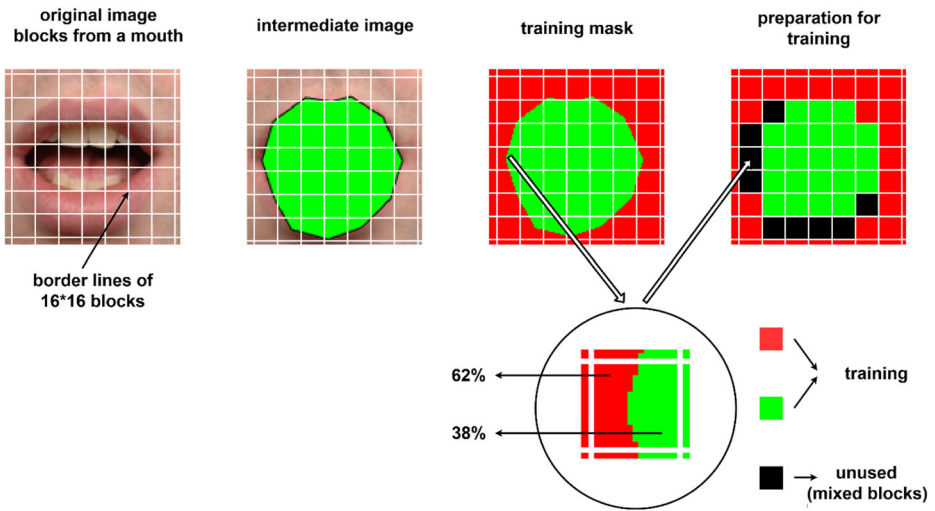 original image
blocks from a mouth
intermediate image
training mask
preparation for
training
border lines of
16*16 blocks
62%
38%
training
unused
(mixed blocks)